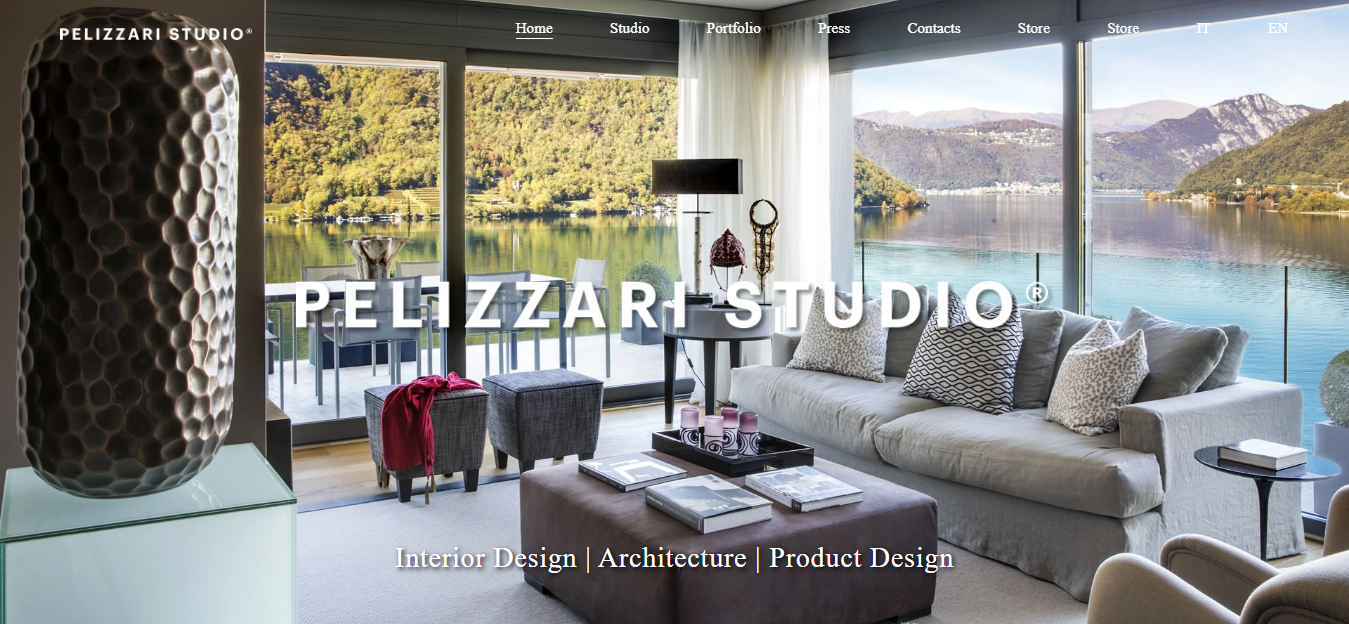 PELIZZARI STUDIO®
Home Studio Portfolio Press Contacts Store Store IT EN
PELIZZARI STUDIO®
Interior Design | Architecture | Product Design